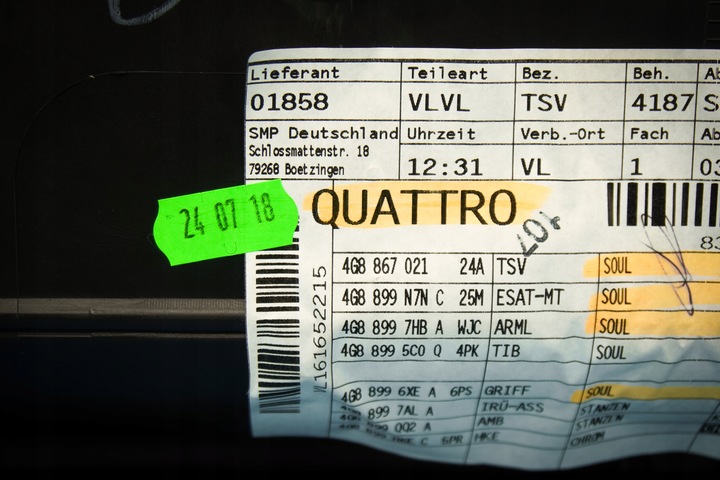 Lieferant Teileart Bez. Beh.
01858 VLVL TSV 4187
SMP Deutschland Uhrzeit Verb.-Ort Fach
Schlossmattenstr. 18
79268 Boetzingen 12:31 VL 1
24 07 18
QUATTRO
407
4G8 867 021 24A TSV SOUL
4G8 899 N7N C 25M ESAT-MT SOUL
4G8 899 7HB A WJC ARML SOUL
4G8 899 5C0 Q 4PK TIB SOUL
4G8 899 6XE A 6PS GRIFF SOUL
899 7AL A IRÜ-ASS STANZEN
002 A AMB STANZEN
C 6PR HKE CHROM
L161652215